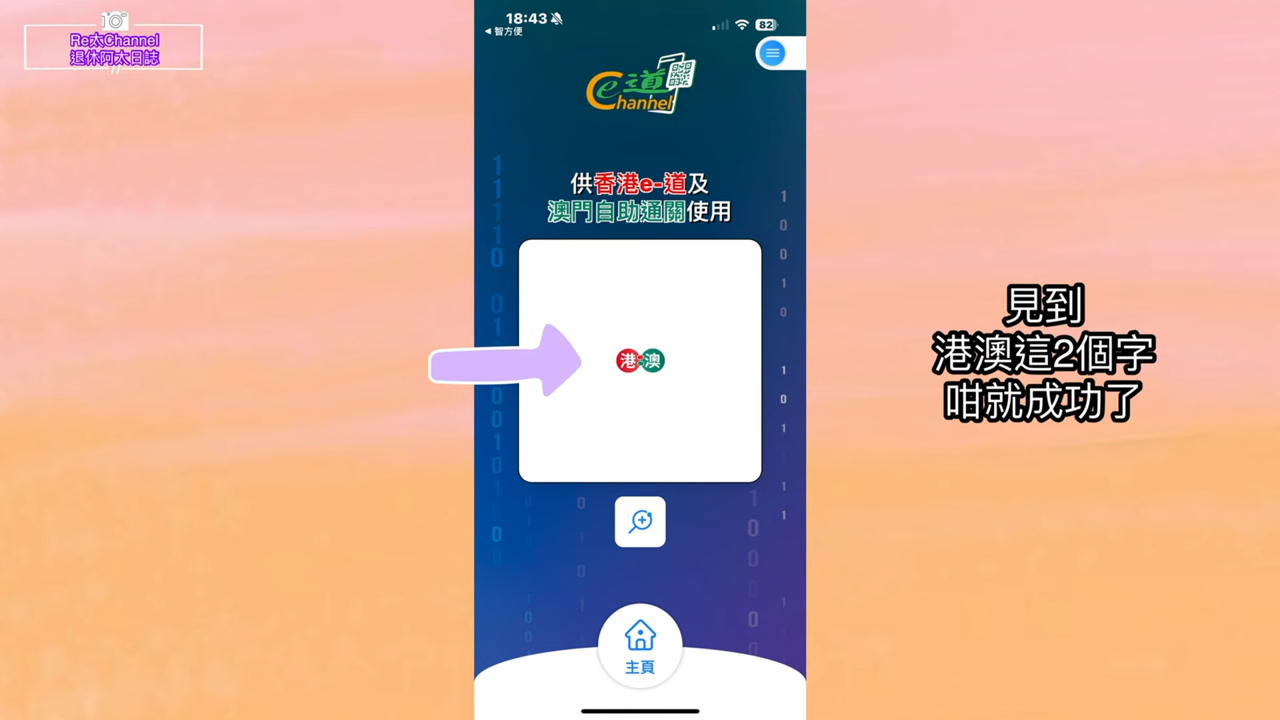 Re太Channel
退休阿太日誌
18:43
82
◀ 智方便
e-道
Channel
供香港e-道及
澳門自助通關使用
港澳
見到
港澳這2個字
咁就成功了
主頁